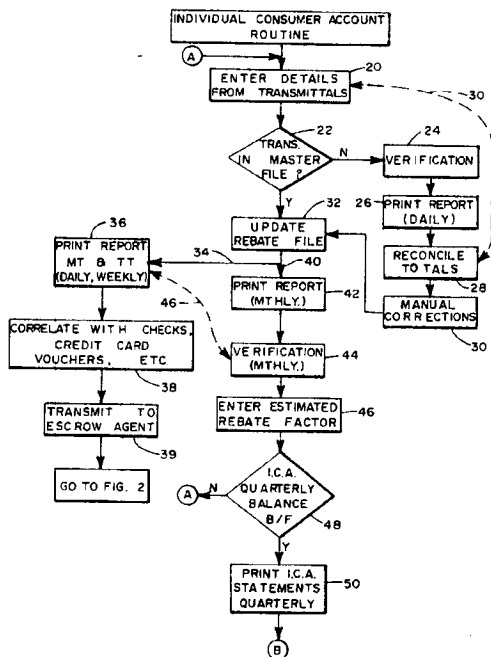 INDIVIDUAL CONSUMER ACCOUNT
ROUTINE
A
20
ENTER DETAILS
FROM TRANSMITTALS
30
22
TRANS.
IN MASTER
FILE ?
N
24
VERIFICATION
Y
26
PRINT REPORT
(DAILY)
32
UPDATE
REBATE FILE
RECONCILE
TO TALS
28
MANUAL
CORRECTIONS
30
36
PRINT REPORT
MT & TT
(DAILY, WEEKLY)
34
40
46
PRINT REPORT
(MTHLY.)
42
CORRELATE WITH CHECKS,
CREDIT CARD
VOUCHERS, ETC
38
VERIFICATION
(MTHLY.)
44
TRANSMIT TO
ESCROW AGENT
39
ENTER ESTIMATED
REBATE FACTOR
46
GO TO FIG. 2
A
N
I.C.A.
QUARTERLY
BALANCE
B/F
48
Y
PRINT I.C.A.
STATEMENTS
QUARTERLY
50
B